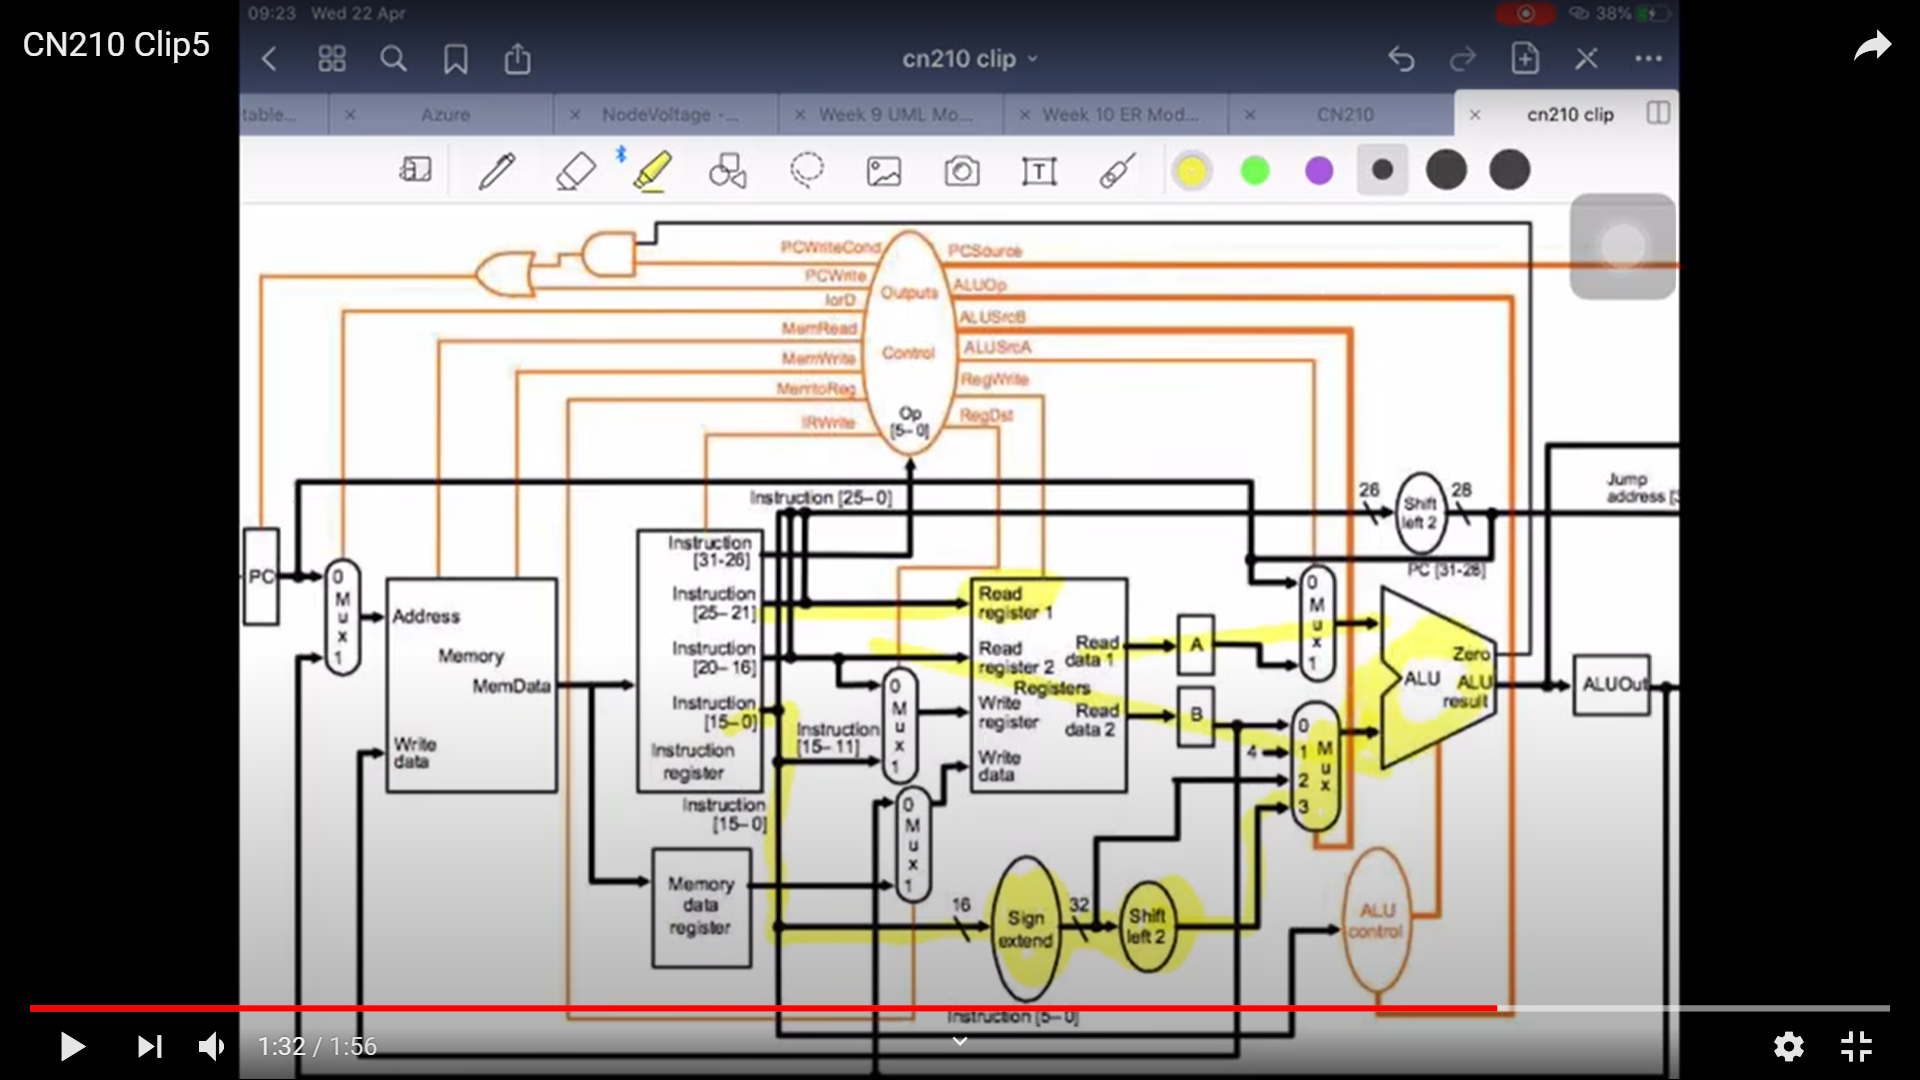 09:23 Wed 22 Apr
38%
CN210 Clip5
cn210 clip
table...
Azure
NodeVoltage -...
Week 9 UML Mo...
Week 10 ER Mod...
CN210
cn210 clip
T
PCWriteCond
PCWrite
IorD
MemRead
MemWrite
MemtoReg
IRWrite
Outputs
Control
Op
[5–0]
PCSource
ALUOp
ALUSrcB
ALUSrcA
RegWrite
RegDst
Instruction [25–0]
26
Shift
left 2
28
Jump
address [3
PC [31-28]
PC
0
M
u
x
1
Address
Memory
MemData
Write
data
Instruction
[31-26]
Instruction
[25–21]
Instruction
[20–16]
Instruction
[15–0]
Instruction
register
Instruction
[15–11]
Instruction
[15–0]
Memory
data
register
0
M
u
x
1
0
M
u
x
1
Read
register 1
Read
register 2
Registers
Write
register
Write
data
Read
data 1
Read
data 2
A
B
4
0
M
u
x
1
0
1
2
3
M
u
x
Zero
ALU
ALU
result
ALUOut
16
Sign
extend
32
Shift
left 2
ALU
control
Instruction [5–0]
1:32 / 1:56